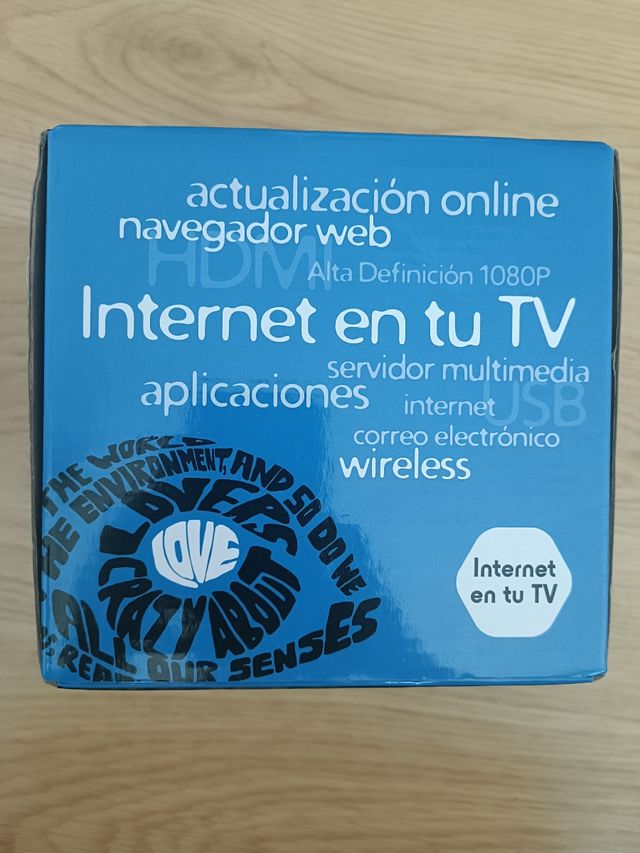 actualización online
navegador web
HDMI
Alta Definición 1080P
Internet en tu TV
servidor multimedia
aplicaciones
internet
USB
correo electrónico
wireless
THE WORLD
THE ENVIRONMENT, AND SO DO WE
LOVERS
LOVE
CRAZY ABOUT
ALL OUR SENSES
Internet
en tu TV